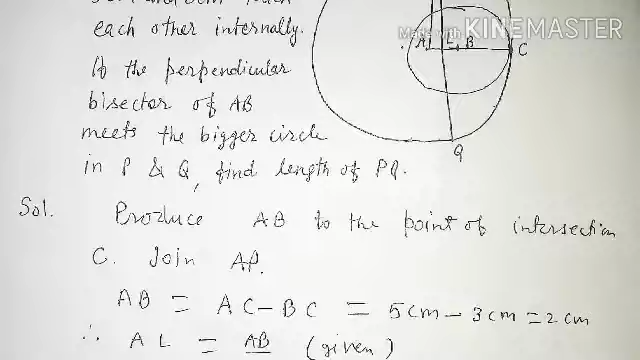 Made with KINEMASTER
each other internally.
A B C
If the perpendicular
bisector of AB
meets the bigger circle
Q
in P & Q, find length of PQ.
Sol. Produce AB to the point of intersection
C. Join AP.
AB = AC - BC = 5cm - 3cm = 2cm
∴ AL = AB (given)